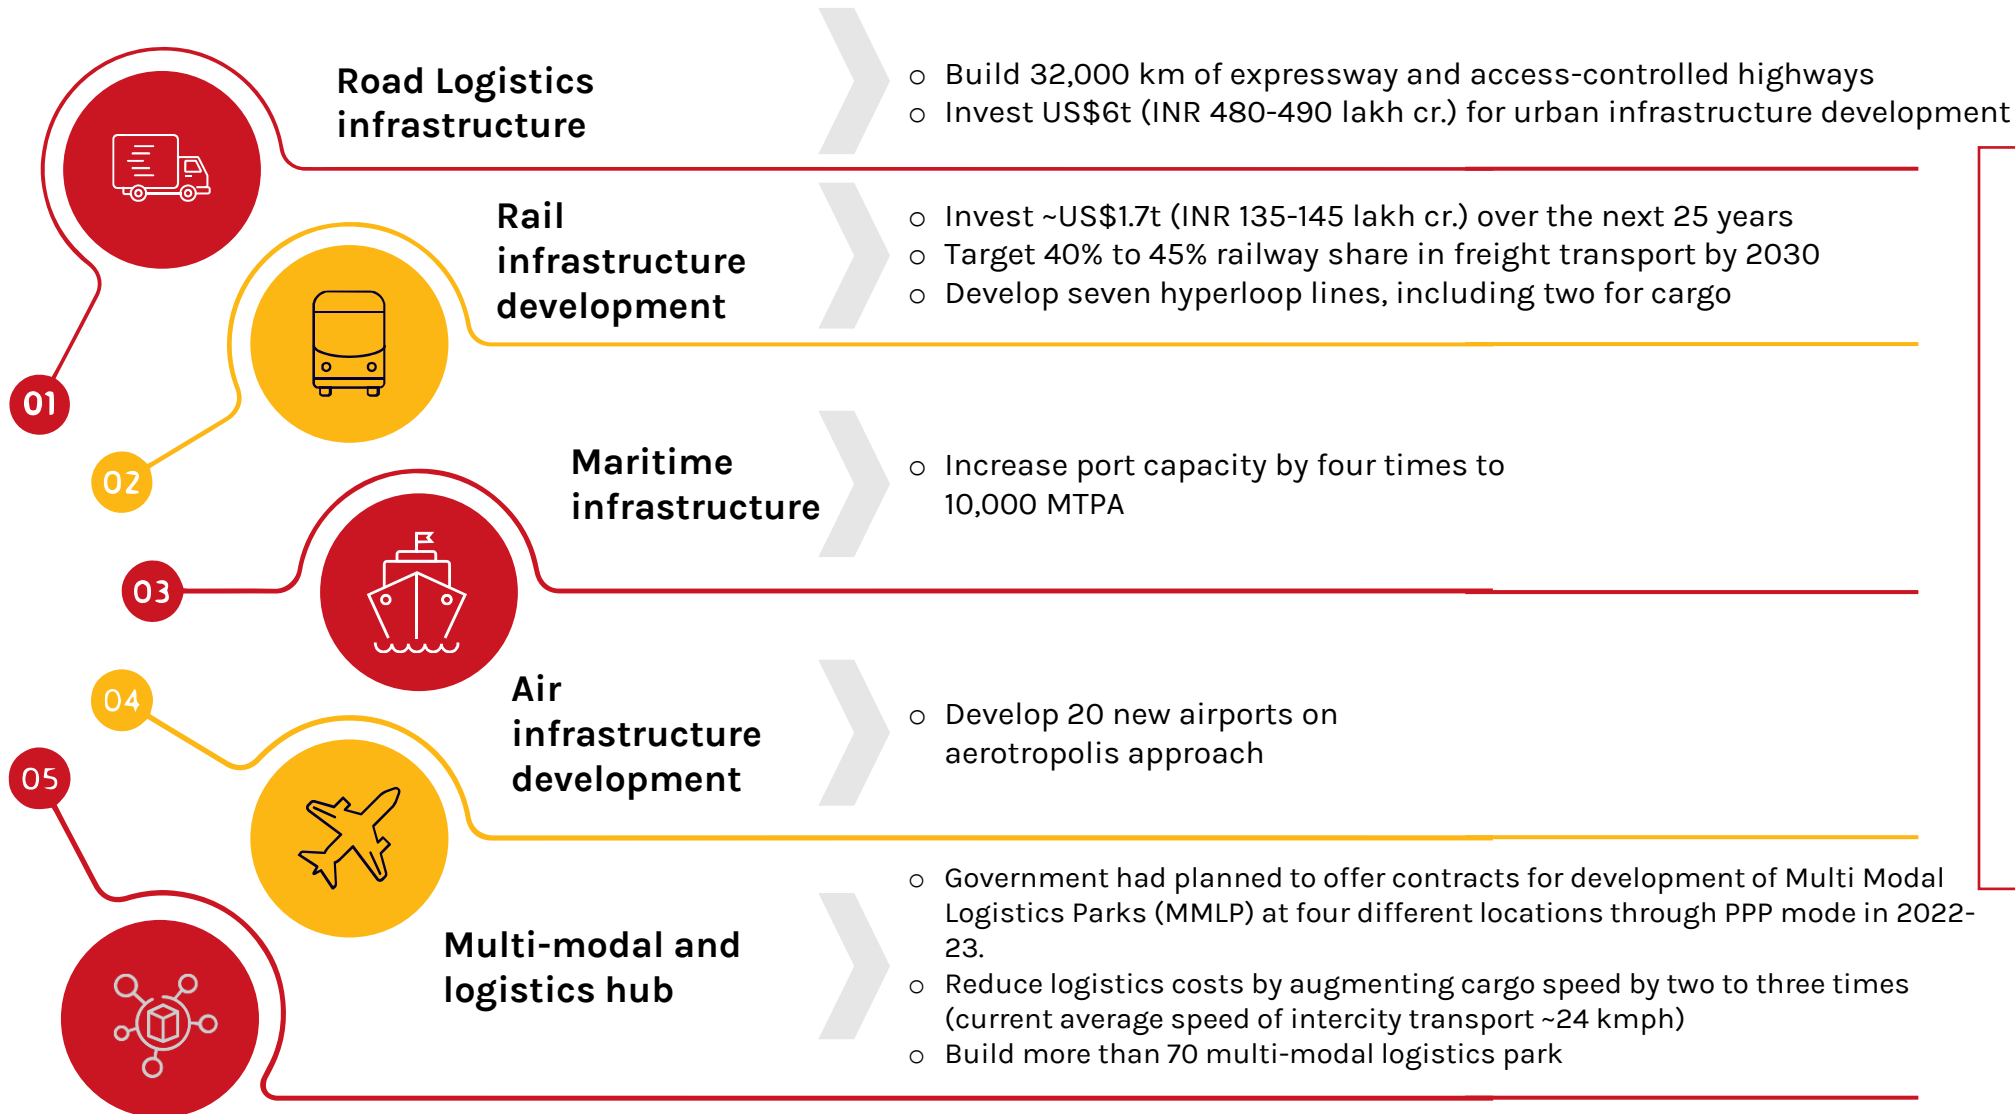 01
Road Logistics
infrastructure
○ Build 32,000 km of expressway and access-controlled highways
○ Invest US$6t (INR 480-490 lakh cr.) for urban infrastructure development
02
Rail
infrastructure
development
○ Invest ~US$1.7t (INR 135-145 lakh cr.) over the next 25 years
○ Target 40% to 45% railway share in freight transport by 2030
○ Develop seven hyperloop lines, including two for cargo
03
Maritime
infrastructure
○ Increase port capacity by four times to
10,000 MTPA
04
Air
infrastructure
development
○ Develop 20 new airports on
aerotropolis approach
05
Multi-modal and
logistics hub
○ Government had planned to offer contracts for development of Multi Modal
Logistics Parks (MMLP) at four different locations through PPP mode in 2022-
23.
○ Reduce logistics costs by augmenting cargo speed by two to three times
(current average speed of intercity transport ~24 kmph)
○ Build more than 70 multi-modal logistics park